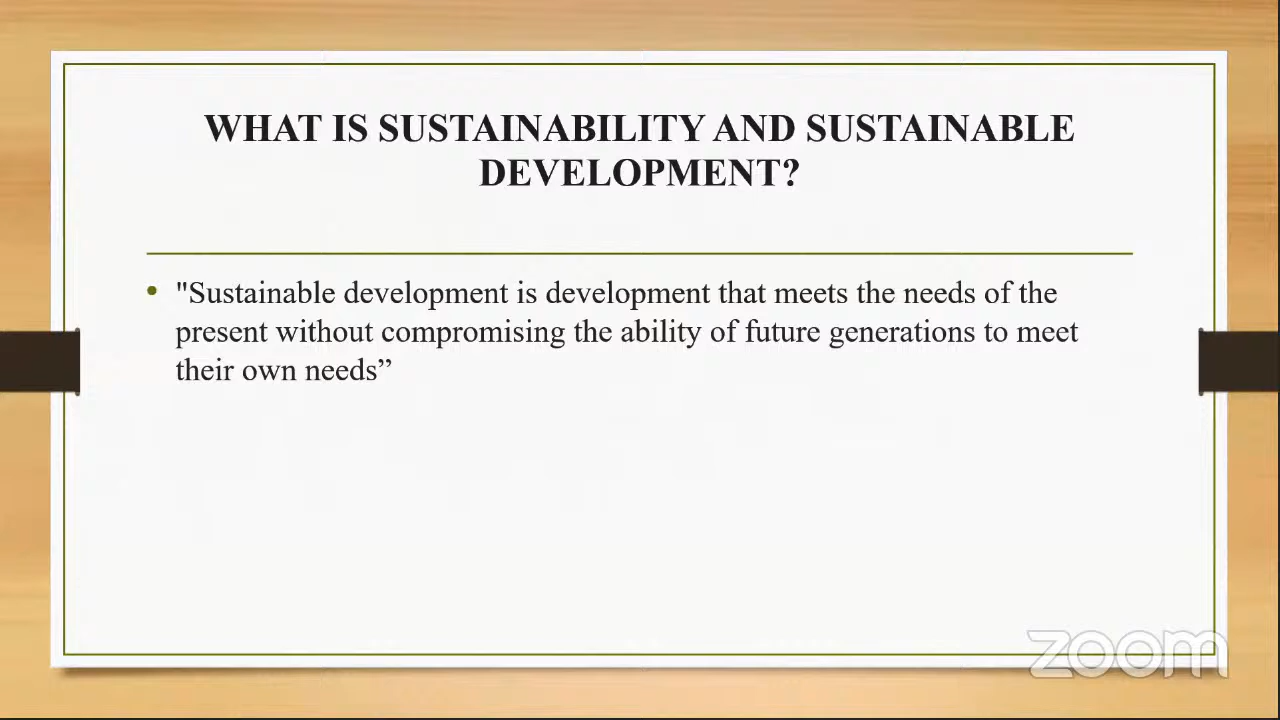 WHAT IS SUSTAINABILITY AND SUSTAINABLE
DEVELOPMENT?
• "Sustainable development is development that meets the needs of the
present without compromising the ability of future generations to meet
their own needs”
zoom